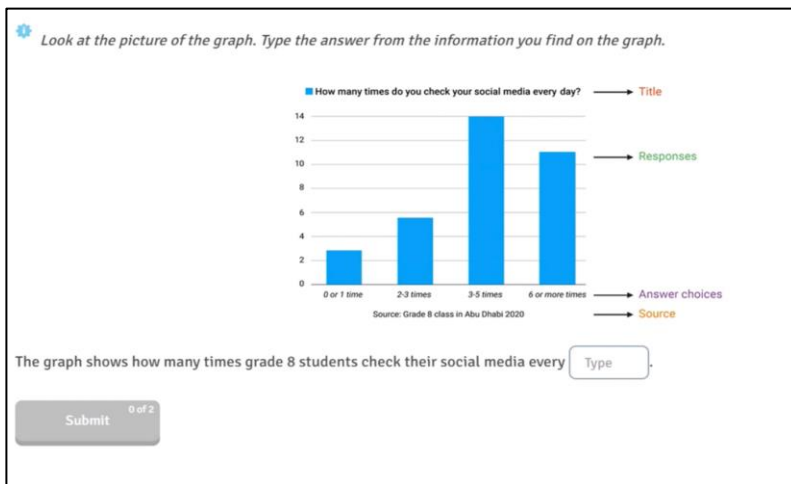 Look at the picture of the graph. Type the answer from the information you find on the graph.
How many times do you check your social media every day?
Title
14
12
10
8
6
4
2
0
Responses
0 or 1 time
2-3 times
3-5 times
6 or more times
Answer choices
Source: Grade 8 class in Abu Dhabi 2020
Source
The graph shows how many times grade 8 students check their social media every Type.
Submit
0 of 2